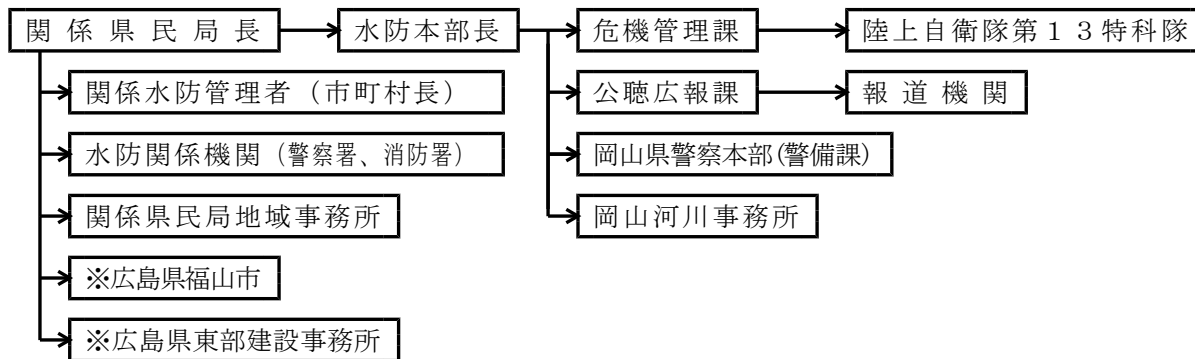 関係県民局長 水防本部長 危機管理課 陸上自衛隊第１３特科隊
関係水防管理者（市町村長） 公聴広報課 報道機関
水防関係機関（警察署、消防署） 岡山県警察本部(警備課)
関係県民局地域事務所 岡山河川事務所
※広島県福山市
※広島県東部建設事務所